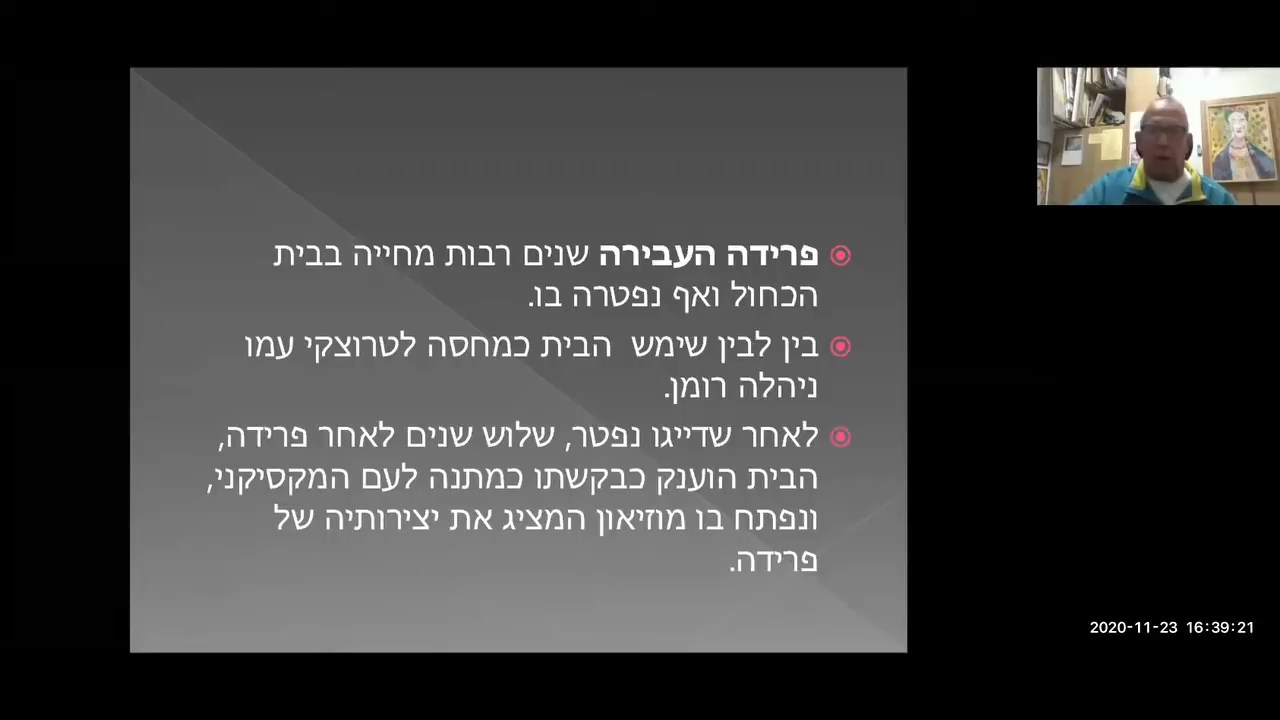 פרידה העבירה שנים רבות מחייה בבית
הכחול ואף נפטרה בו.
בין לבין שימש  הבית כמחסה לטרוצקי עמו
ניהלה רומן.
לאחר שדייגו נפטר, שלוש שנים לאחר פרידה,
הבית הוענק כבקשתו כמתנה לעם המקסיקני,
ונפתח בו מוזיאון המציג את יצירותיה של
פרידה.
2020-11-23 16:39:21